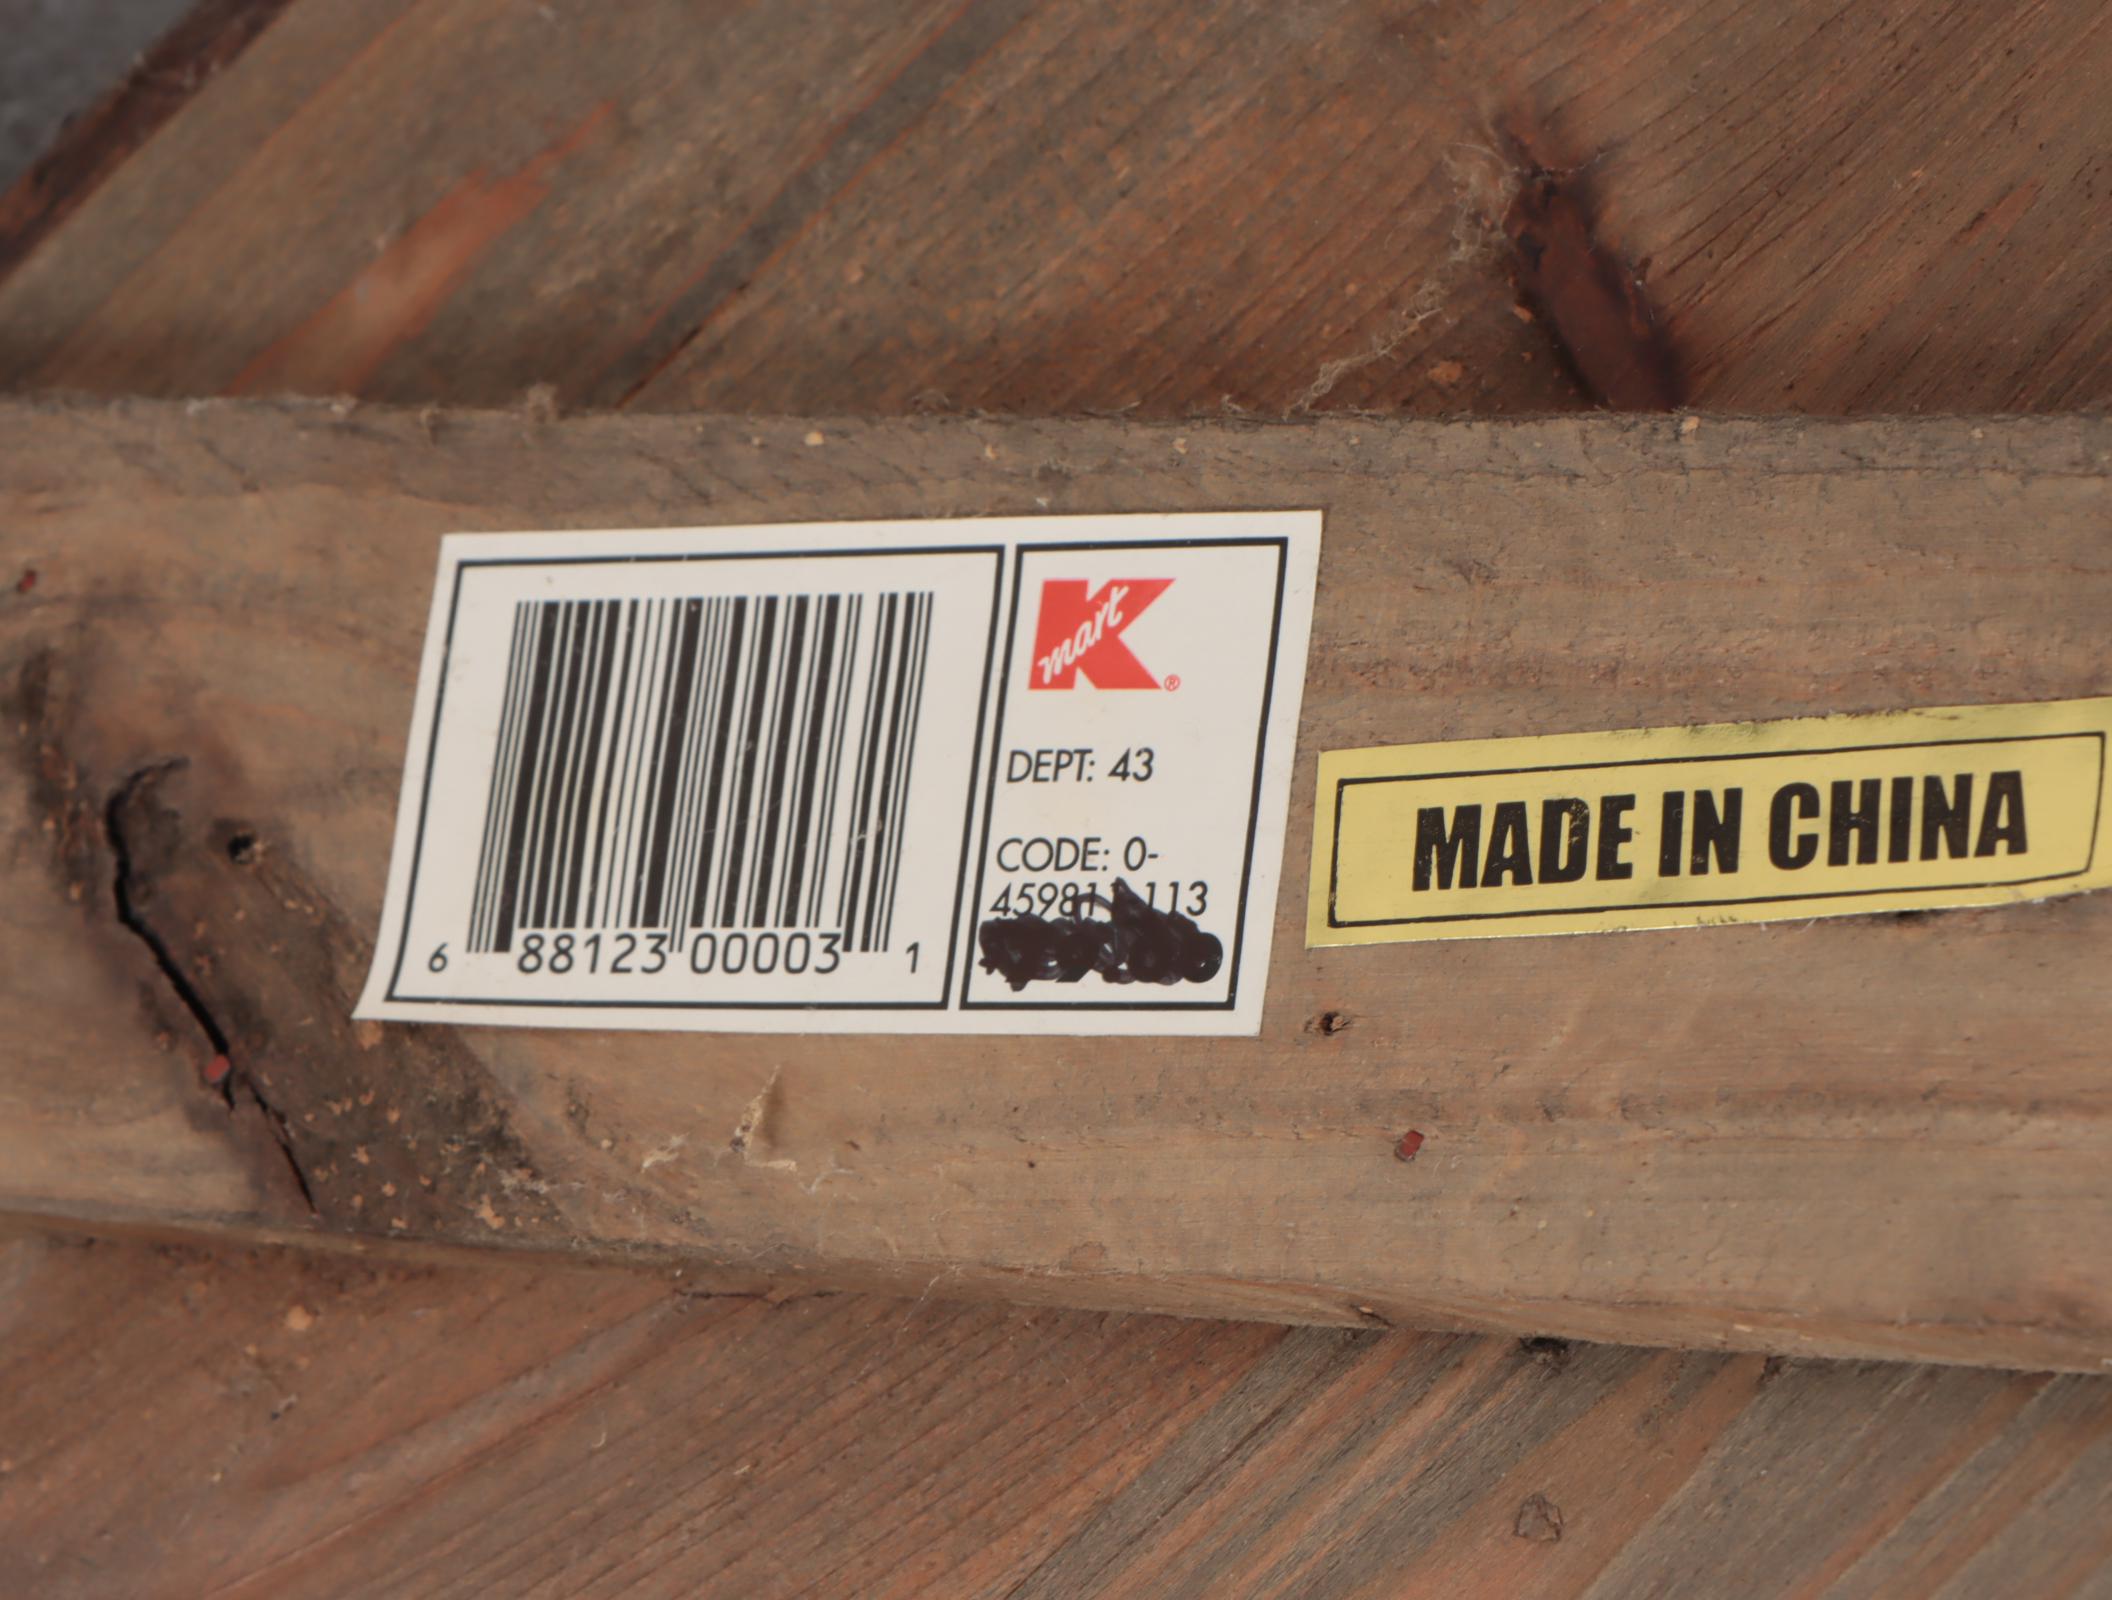 K
mart
®
DEPT: 43
CODE: 0-
6 88123 00003 1
MADE IN CHINA